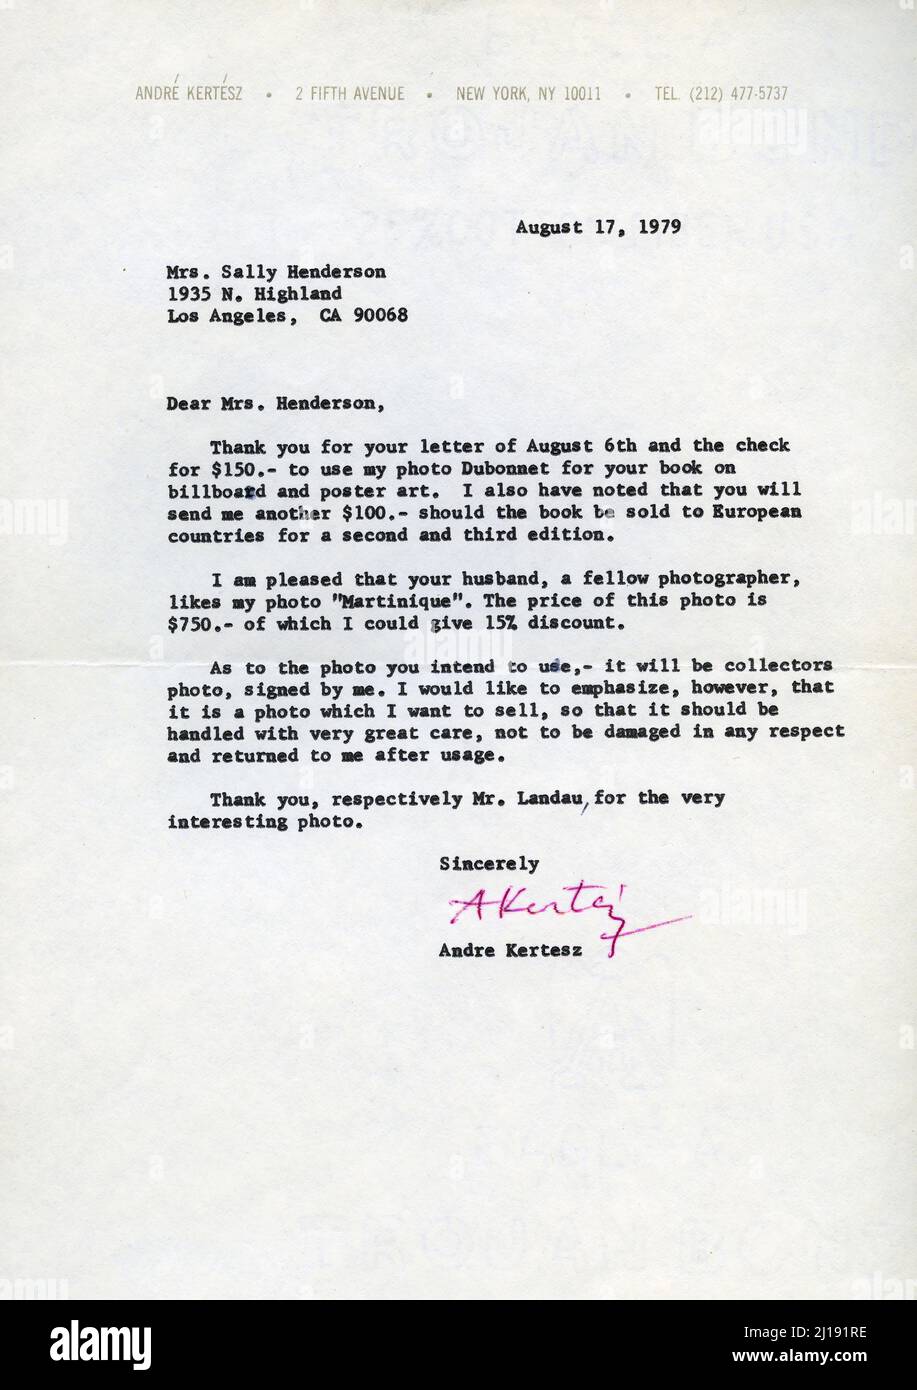 ANDRÉ KERTÉSZ • 2 FIFTH AVENUE • NEW YORK, NY 10011 • TEL. (212) 477-5737
August 17, 1979
Mrs. Sally Henderson
1935 N. Highland
Los Angeles, CA 90068
Dear Mrs. Henderson,
Thank you for your letter of August 6th and the check
for $150.- to use my photo Dubonnet for your book on
billboard and poster art. I also have noted that you will
send me another $100.- should the book be sold to European
countries for a second and third edition.
I am pleased that your husband, a fellow photographer,
likes my photo "Martinique". The price of this photo is
$750.- of which I could give 15% discount.
As to the photo you intend to use,- it will be collectors
photo, signed by me. I would like to emphasize, however, that
it is a photo which I want to sell, so that it should be
handled with very great care, not to be damaged in any respect
and returned to me after usage.
Thank you, respectively Mr. Landau, for the very
interesting photo.
Sincerely
AKertész
Andre Kertesz
alamy
Image ID: 2J191RE
www.alamy.com